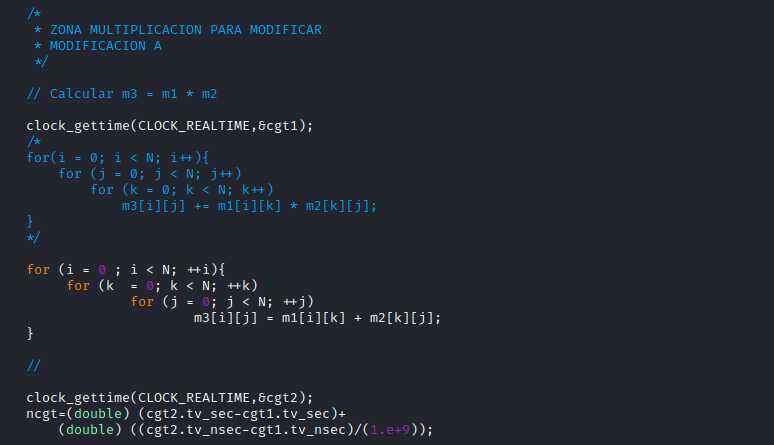 /*
* ZONA MULTIPLICACION PARA MODIFICAR
* MODIFICACION A
*/
// Calcular m3 = m1 * m2
clock_gettime(CLOCK_REALTIME,&cgt1);
/*
for(i = 0; i < N; i++){
for (j = 0; j < N; j++)
for (k = 0; k < N; k++)
m3[i][j] += m1[i][k] * m2[k][j];
}
*/
for (i = 0 ; i < N; ++i){
for (k  = 0; k < N; ++k)
for (j = 0; j < N; ++j)
m3[i][j] = m1[i][k] + m2[k][j];
}
//
clock_gettime(CLOCK_REALTIME,&cgt2);
ncgt=(double) (cgt2.tv_sec-cgt1.tv_sec)+
(double) ((cgt2.tv_nsec-cgt1.tv_nsec)/(1.e+9));